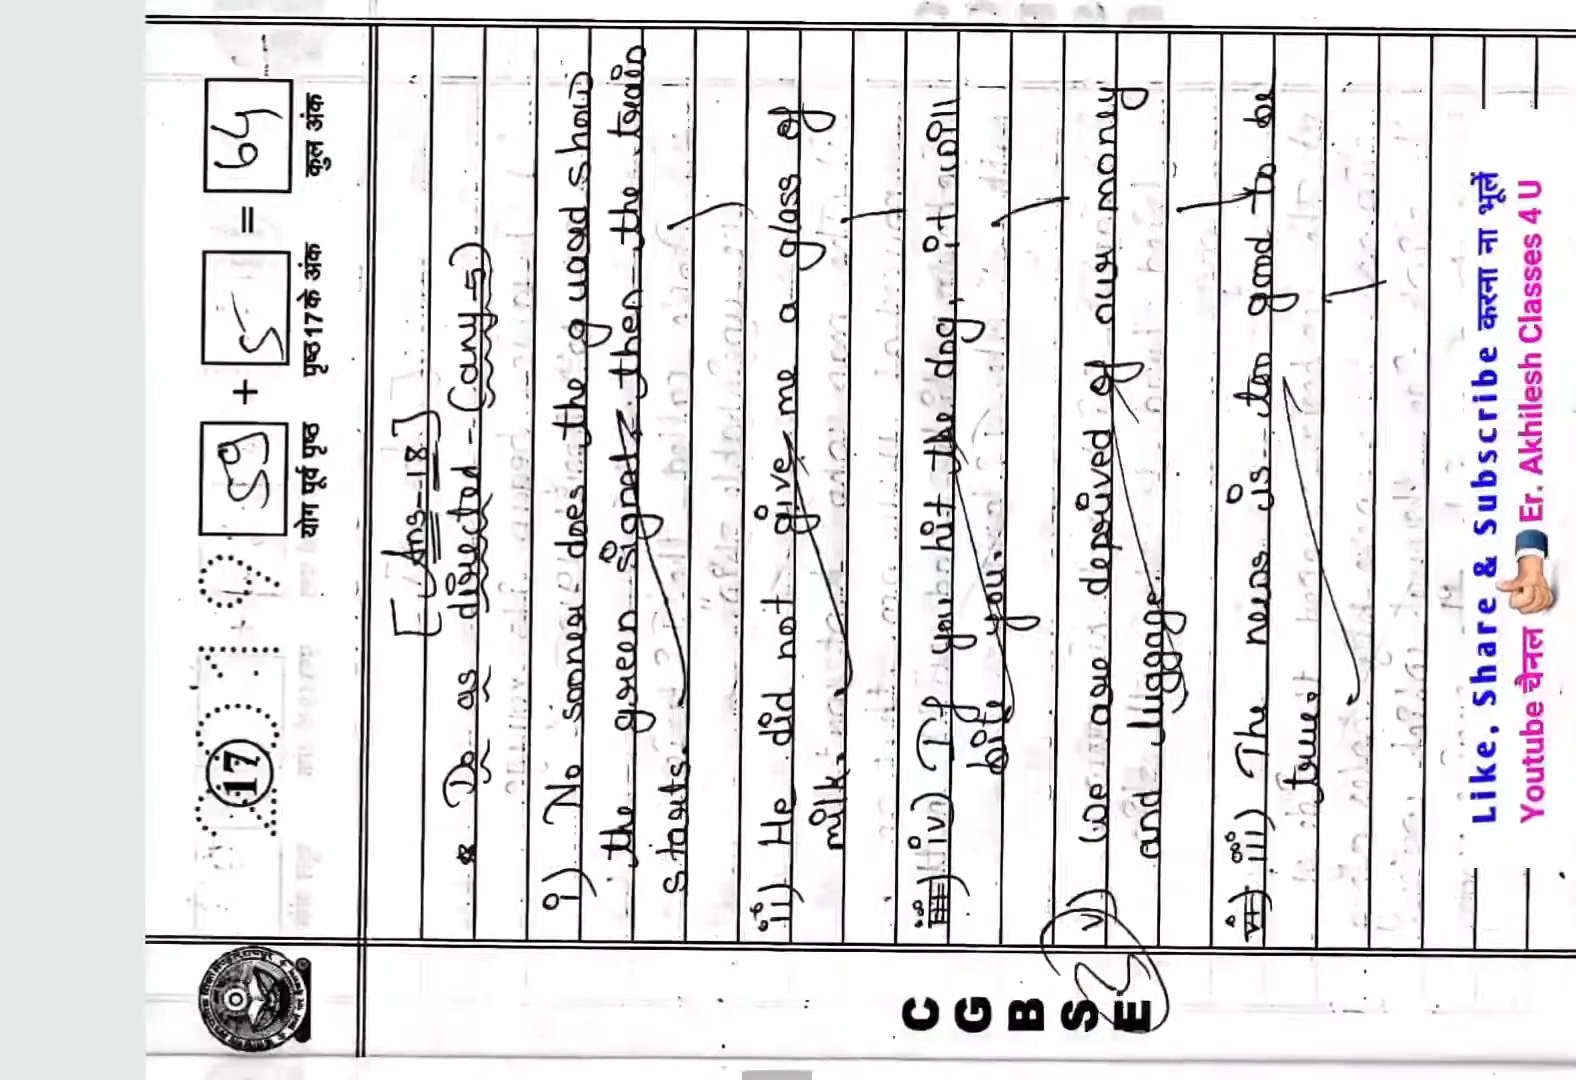 17
59 + 5 = 64
योग पूर्व पृष्ठ पृष्ठ 17 के अंक कुल अंक
[Ans-18]
* Do as directed - (any-5)
i) No sooner does the guard show
the green signal then the train
starts.
ii) He did not give me a glass of
milk.
iii) iv) If you hit the dog, it will
bite you.
v) We are deprived of our money
and luggage.
vi) iii) The news is too good to be
true.
C
G
B
S
E
Like, Share & Subscribe करना ना भूलें
Youtube चैनल Er. Akhilesh Classes 4 U